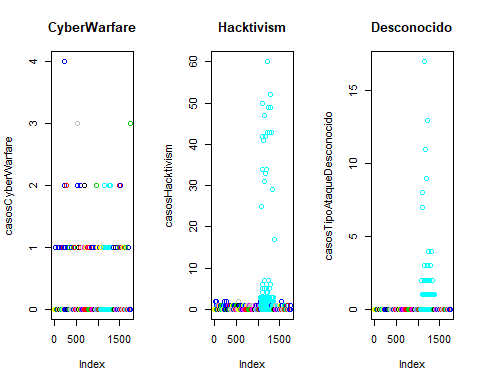 CyberWarfare
casosCyberWarfare
4
3
2
1
0
0 500 1500
Index
Hacktivism
casosHacktivism
60
50
40
30
20
10
0
0 500 1500
Index
Desconocido
casosTipoAtaqueDesconocido
15
10
5
0
0 500 1500
Index